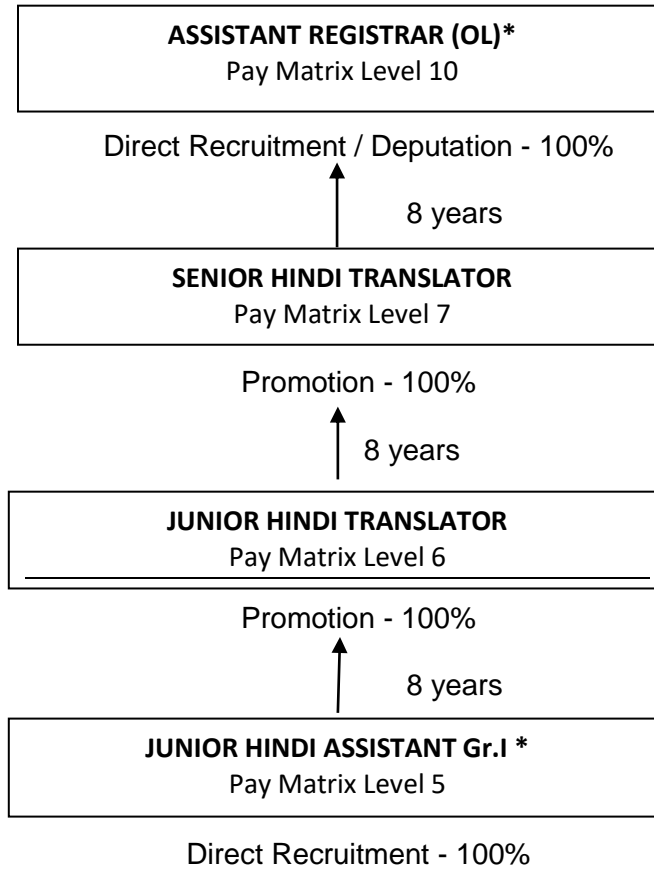 ASSISTANT REGISTRAR (OL)*
Pay Matrix Level 10
Direct Recruitment / Deputation - 100%
8 years
SENIOR HINDI TRANSLATOR
Pay Matrix Level 7
Promotion - 100%
8 years
JUNIOR HINDI TRANSLATOR
Pay Matrix Level 6
Promotion - 100%
8 years
JUNIOR HINDI ASSISTANT Gr.I *
Pay Matrix Level 5
Direct Recruitment - 100%